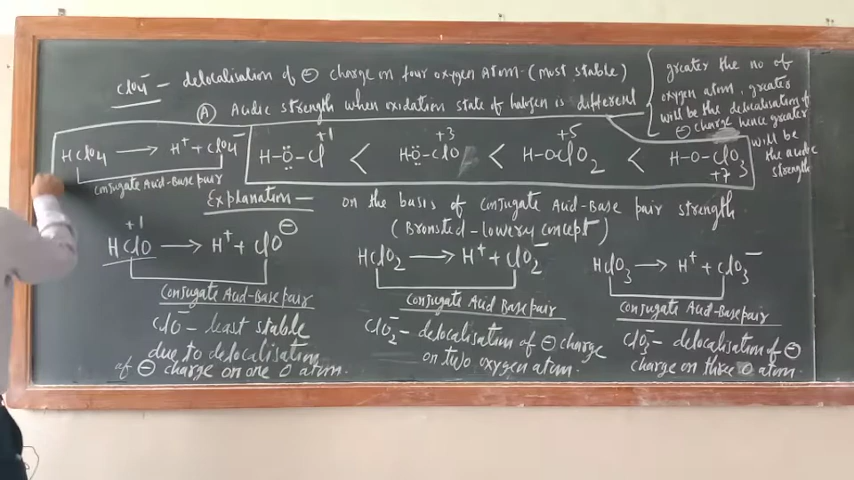 ClO4⁻ - delocalisation of ⊖ charge on four oxygen Atom - (most stable)
greater the no of
oxygen atom, greater
will be the delocalisation of
⊖ charge hence greater
will be
the acidic
strength
Ⓐ Acidic strength when oxidation state of halogen is different
HClO4 → H⁺ + ClO4⁻
Conjugate Acid-Base pair
+1 +3 +5 +7
H-Ö-Cl < HÖ-ClO < H-OClO2 < H-O-ClO3
Explanation - on the basis of Conjugate Acid-Base pair strength.
(Bronsted-lowery concept)
+1
HClO → H⁺ + ClO⊖
Conjugate Acid-Base pair
ClO⁻ - least stable
due to delocalisation
of ⊖ charge on one O atom.
HClO2 → H⁺ + ClO2⁻
Conjugate Acid Base pair
ClO2⁻ - delocalisation of ⊖ charge
on two oxygen atom.
HClO3 → H⁺ + ClO3⁻
Conjugate Acid-Base pair
ClO3⁻ - delocalisation of ⊖
charge on three O atom.